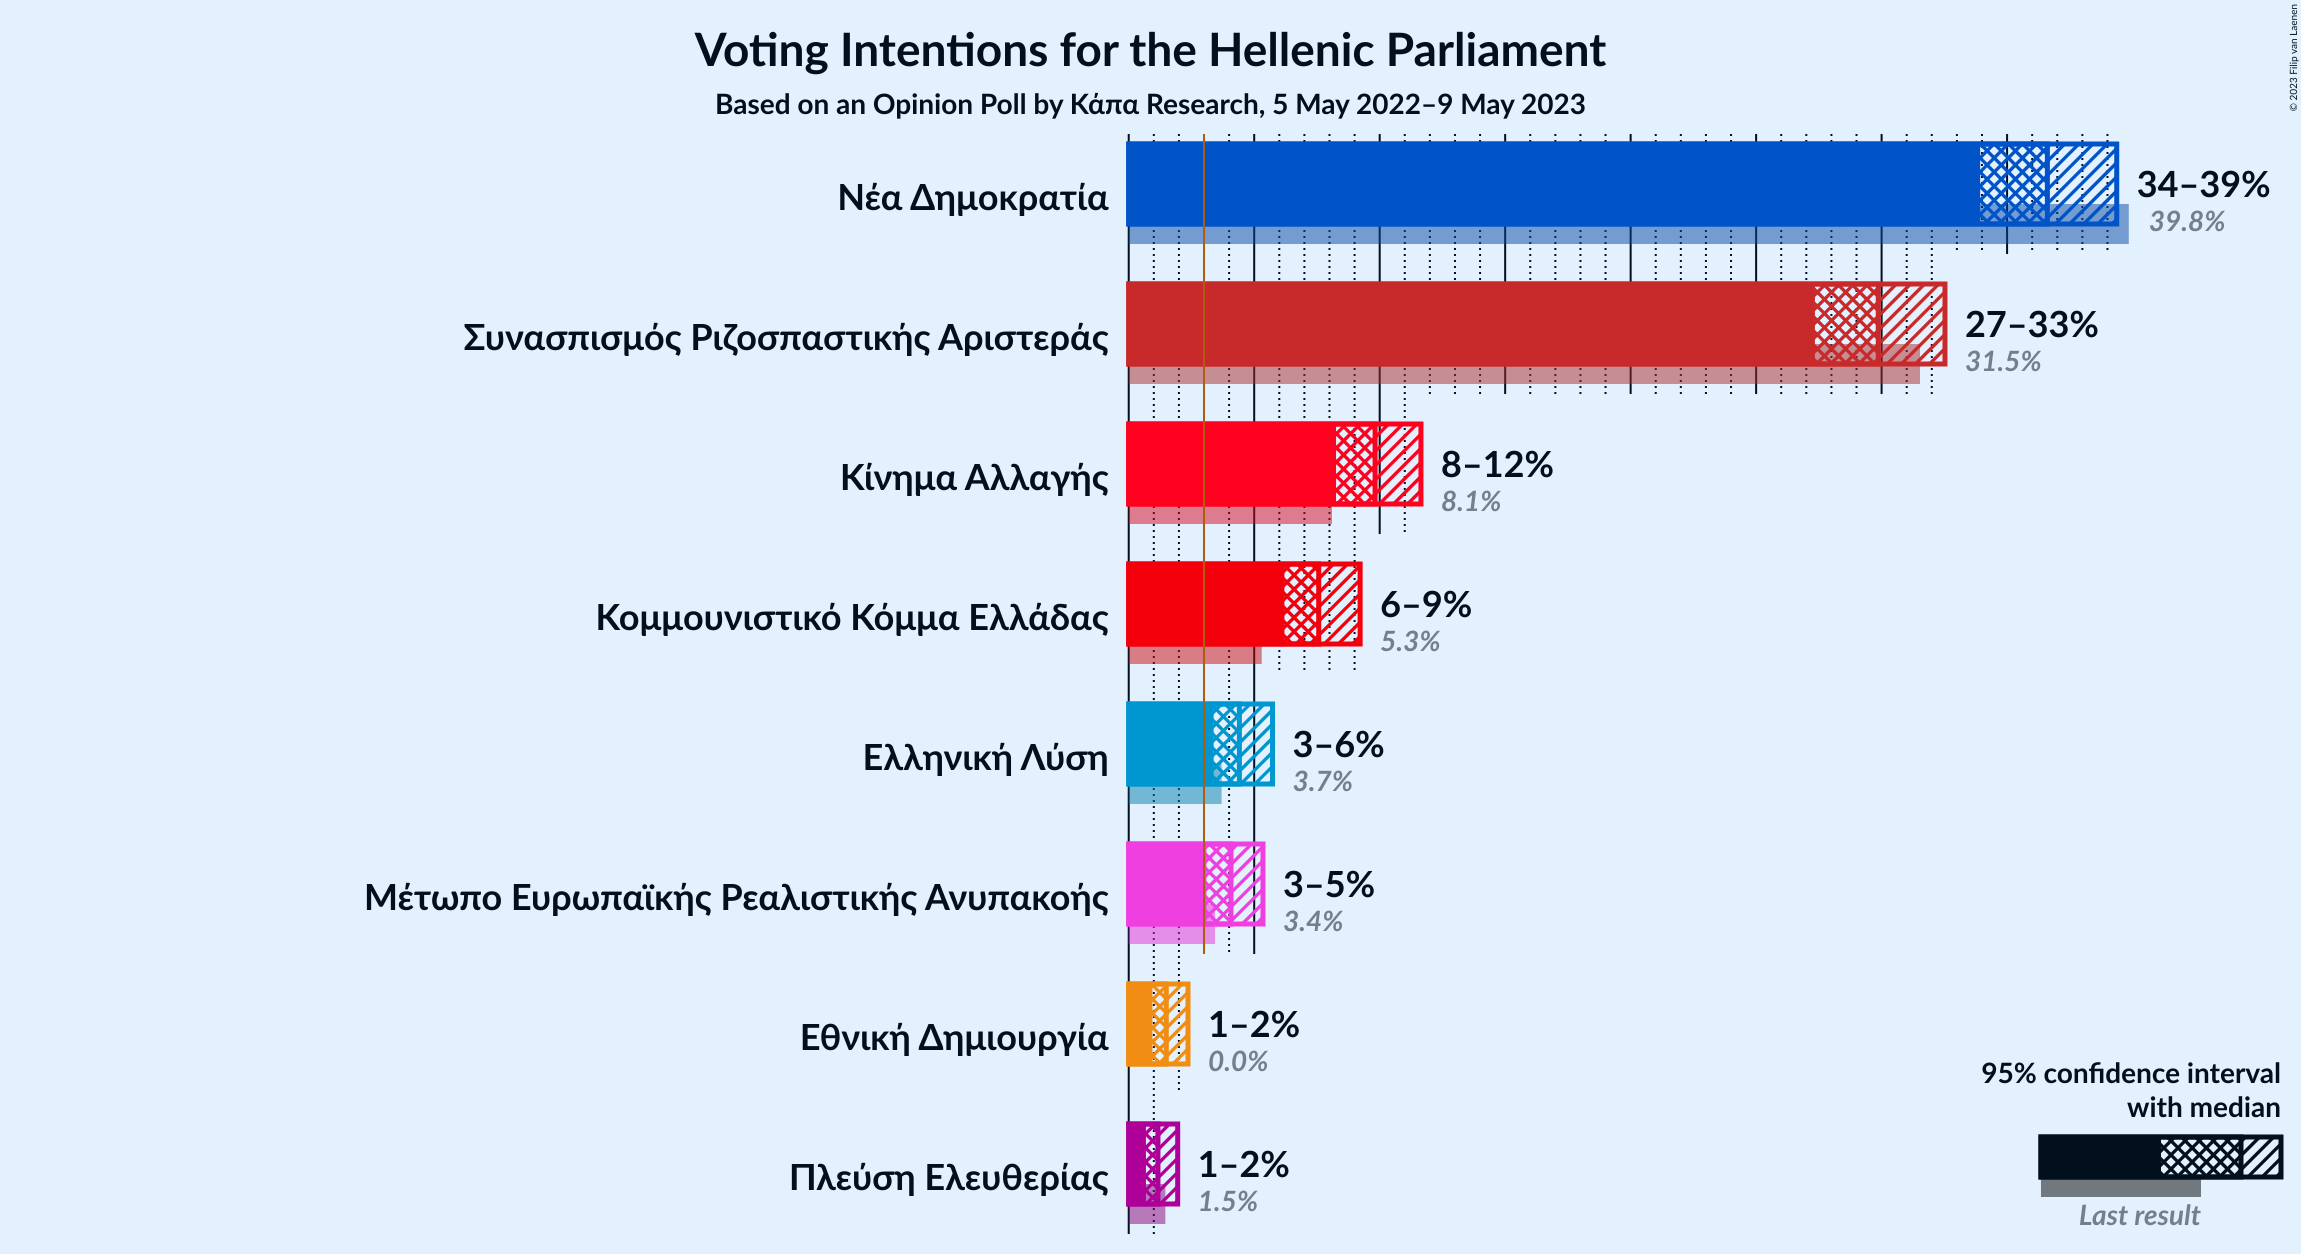 Voting Intentions for the Hellenic Parliament
Based on an Opinion Poll by Κάπα Research, 5 May 2022–9 May 2023
© 2023 Filip van Laenen
Νέα Δημοκρατία
34–39%
39.8%
Συνασπισμός Ριζοσπαστικής Αριστεράς
27–33%
31.5%
Κίνημα Αλλαγής
8–12%
8.1%
Κομμουνιστικό Κόμμα Ελλάδας
6–9%
5.3%
Ελληνική Λύση
3–6%
3.7%
Μέτωπο Ευρωπαϊκής Ρεαλιστικής Ανυπακοής
3–5%
3.4%
Εθνική Δημιουργία
1–2%
0.0%
Πλεύση Ελευθερίας
1–2%
1.5%
95% confidence interval
with median
Last result